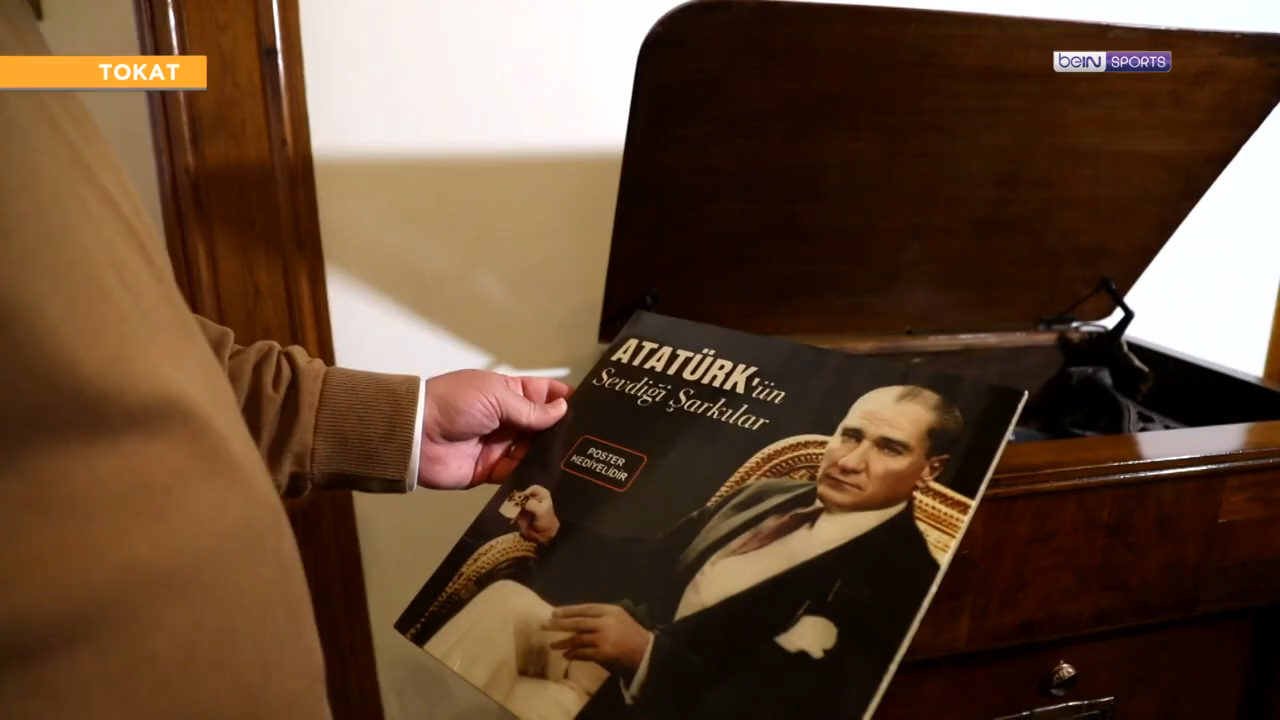 TOKAT
beIN SPORTS
ATATÜRK'ün
Sevdiği Şarkılar
POSTER
HEDİYELİDİR